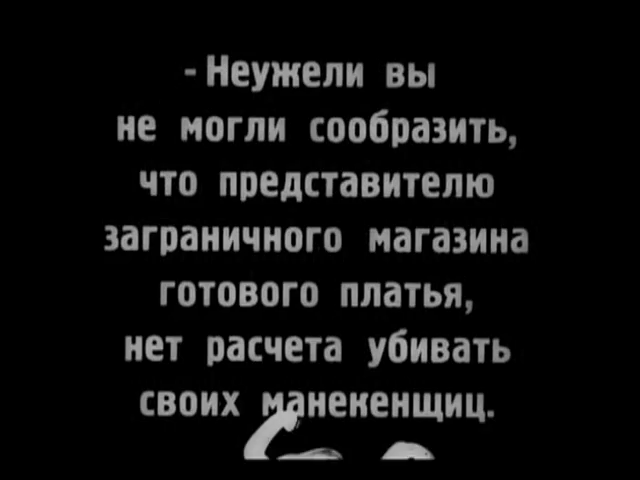 - Неужели вы
не могли сообразить,
что представителю
заграничного магазина
готового платья,
нет расчета убивать
своих манекенщиц.